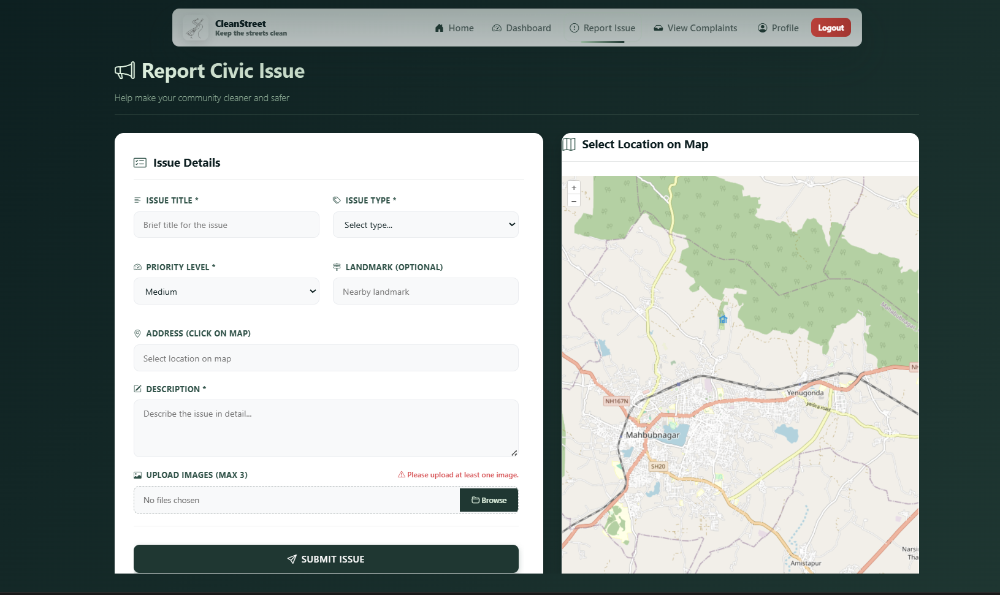 CleanStreet
Keep the streets clean
Home
Dashboard
Report Issue
View Complaints
Profile
Logout
Report Civic Issue
Help make your community cleaner and safer
Issue Details
ISSUE TITLE *
Brief title for the issue
ISSUE TYPE *
Select type...
PRIORITY LEVEL *
Medium
LANDMARK (OPTIONAL)
Nearby landmark
ADDRESS (CLICK ON MAP)
Select location on map
DESCRIPTION *
Describe the issue in detail...
UPLOAD IMAGES (MAX 3)
Please upload at least one image.
No files chosen
Browse
SUBMIT ISSUE
Select Location on Map
+
−
Mahabubnagar
NH
Yenugonda
yedira road
NH167N
Mahbubnagar
SH20
Narsin
Tha
Amistapur